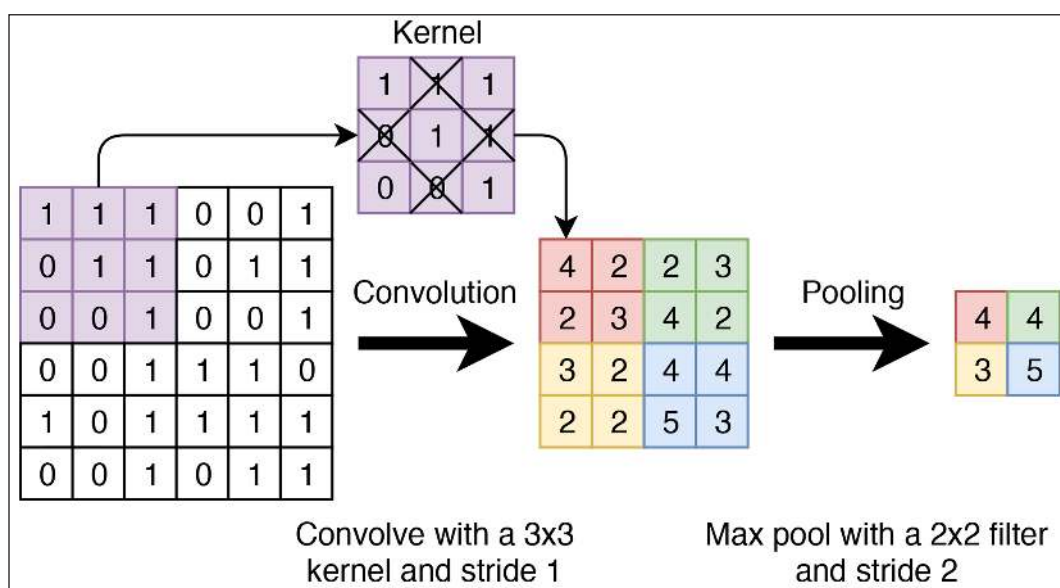 Kernel
1 1 1
0 1 1
0 0 1
1 1 1 0 0 1
0 1 1 0 1 1
0 0 1 0 0 1
0 0 1 1 1 0
1 0 1 1 1 1
0 0 1 0 1 1
Convolution
4 2 2 3
2 3 4 2
3 2 4 4
2 2 5 3
Pooling
4 4
3 5
Convolve with a 3x3
kernel and stride 1
Max pool with a 2x2 filter
and stride 2